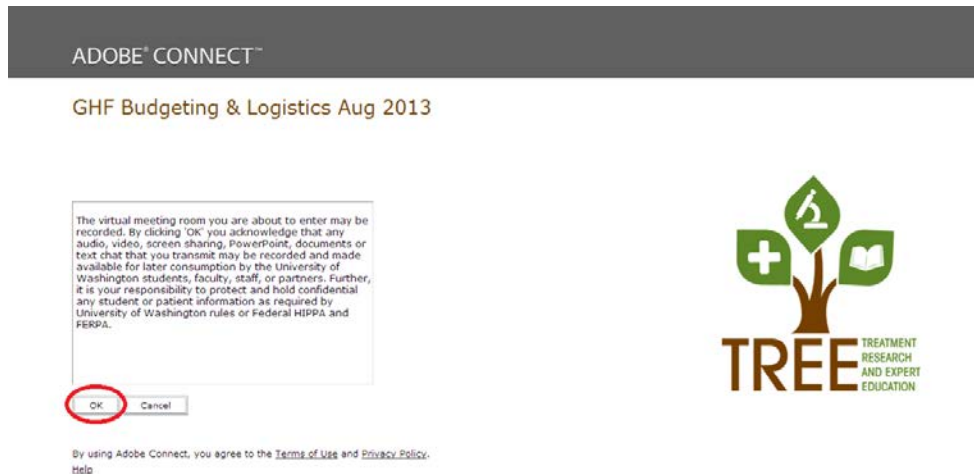 ADOBE® CONNECT™
GHF Budgeting & Logistics Aug 2013
The virtual meeting room you are about to enter may be
recorded. By clicking 'OK' you acknowledge that any
audio, video, screen sharing, PowerPoint, documents or
text chat that you transmit may be recorded and made
available for later consumption by the University of
Washington students, faculty, staff, or partners. Further,
it is your responsibility to protect and hold confidential
any student or patient information as required by
University of Washington rules or Federal HIPPA and
FERPA.
OK Cancel
By using Adobe Connect, you agree to the Terms of Use and Privacy Policy.
Help
TREE
TREATMENT
RESEARCH
AND EXPERT
EDUCATION